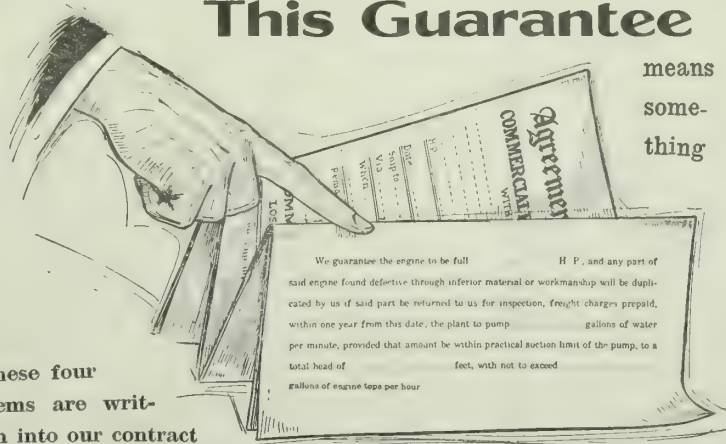 This Guarantee
means
some-
thing
Agreemen
COMMERCIAL
WITH
H P
Date
Ship to
Via
When
We guarantee the engine to be full H P, and any part of
said engine found defective through inferior material or workmanship will be dupli-
cated by us if said part be returned to us for inspection, freight charges prepaid,
within one year from this date, the plant to pump gallons of water
per minute, provided that amount be within practical suction limit of the pump, to a
total head of feet, with not to exceed
gallons of engine tops per hour
hese four
ems are writ-
n into our contract